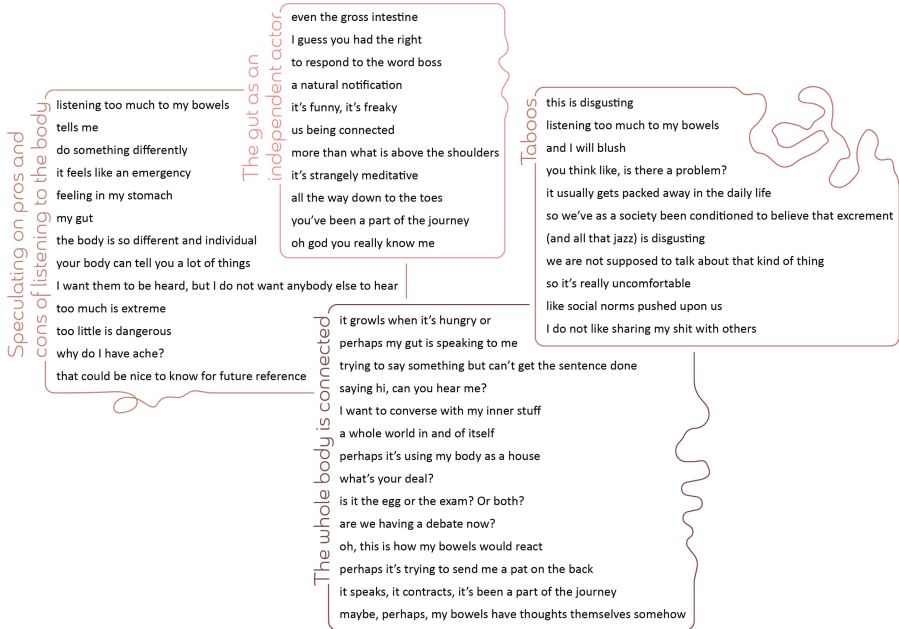 Speculating on pros and
cons of listening to the body
listening too much to my bowels
tells me
do something differently
it feels like an emergency
feeling in my stomach
my gut
the body is so different and individual
your body can tell you a lot of things
I want them to be heard, but I do not want anybody else to hear
too much is extreme
too little is dangerous
why do I have ache?
that could be nice to know for future reference
The gut as an
independent actor
even the gross intestine
I guess you had the right
to respond to the word boss
a natural notification
it's funny, it's freaky
us being connected
more than what is above the shoulders
it's strangely meditative
all the way down to the toes
you've been a part of the journey
oh god you really know me
Taboos
this is disgusting
listening too much to my bowels
and I will blush
you think like, is there a problem?
it usually gets packed away in the daily life
so we've as a society been conditioned to believe that excrement
(and all that jazz) is disgusting
we are not supposed to talk about that kind of thing
so it's really uncomfortable
like social norms pushed upon us
I do not like sharing my shit with others
The whole body is connected
it growls when it's hungry or
perhaps my gut is speaking to me
trying to say something but can't get the sentence done
saying hi, can you hear me?
I want to converse with my inner stuff
a whole world in and of itself
perhaps it's using my body as a house
what's your deal?
is it the egg or the exam? Or both?
are we having a debate now?
oh, this is how my bowels would react
perhaps it's trying to send me a pat on the back
it speaks, it contracts, it's been a part of the journey
maybe, perhaps, my bowels have thoughts themselves somehow